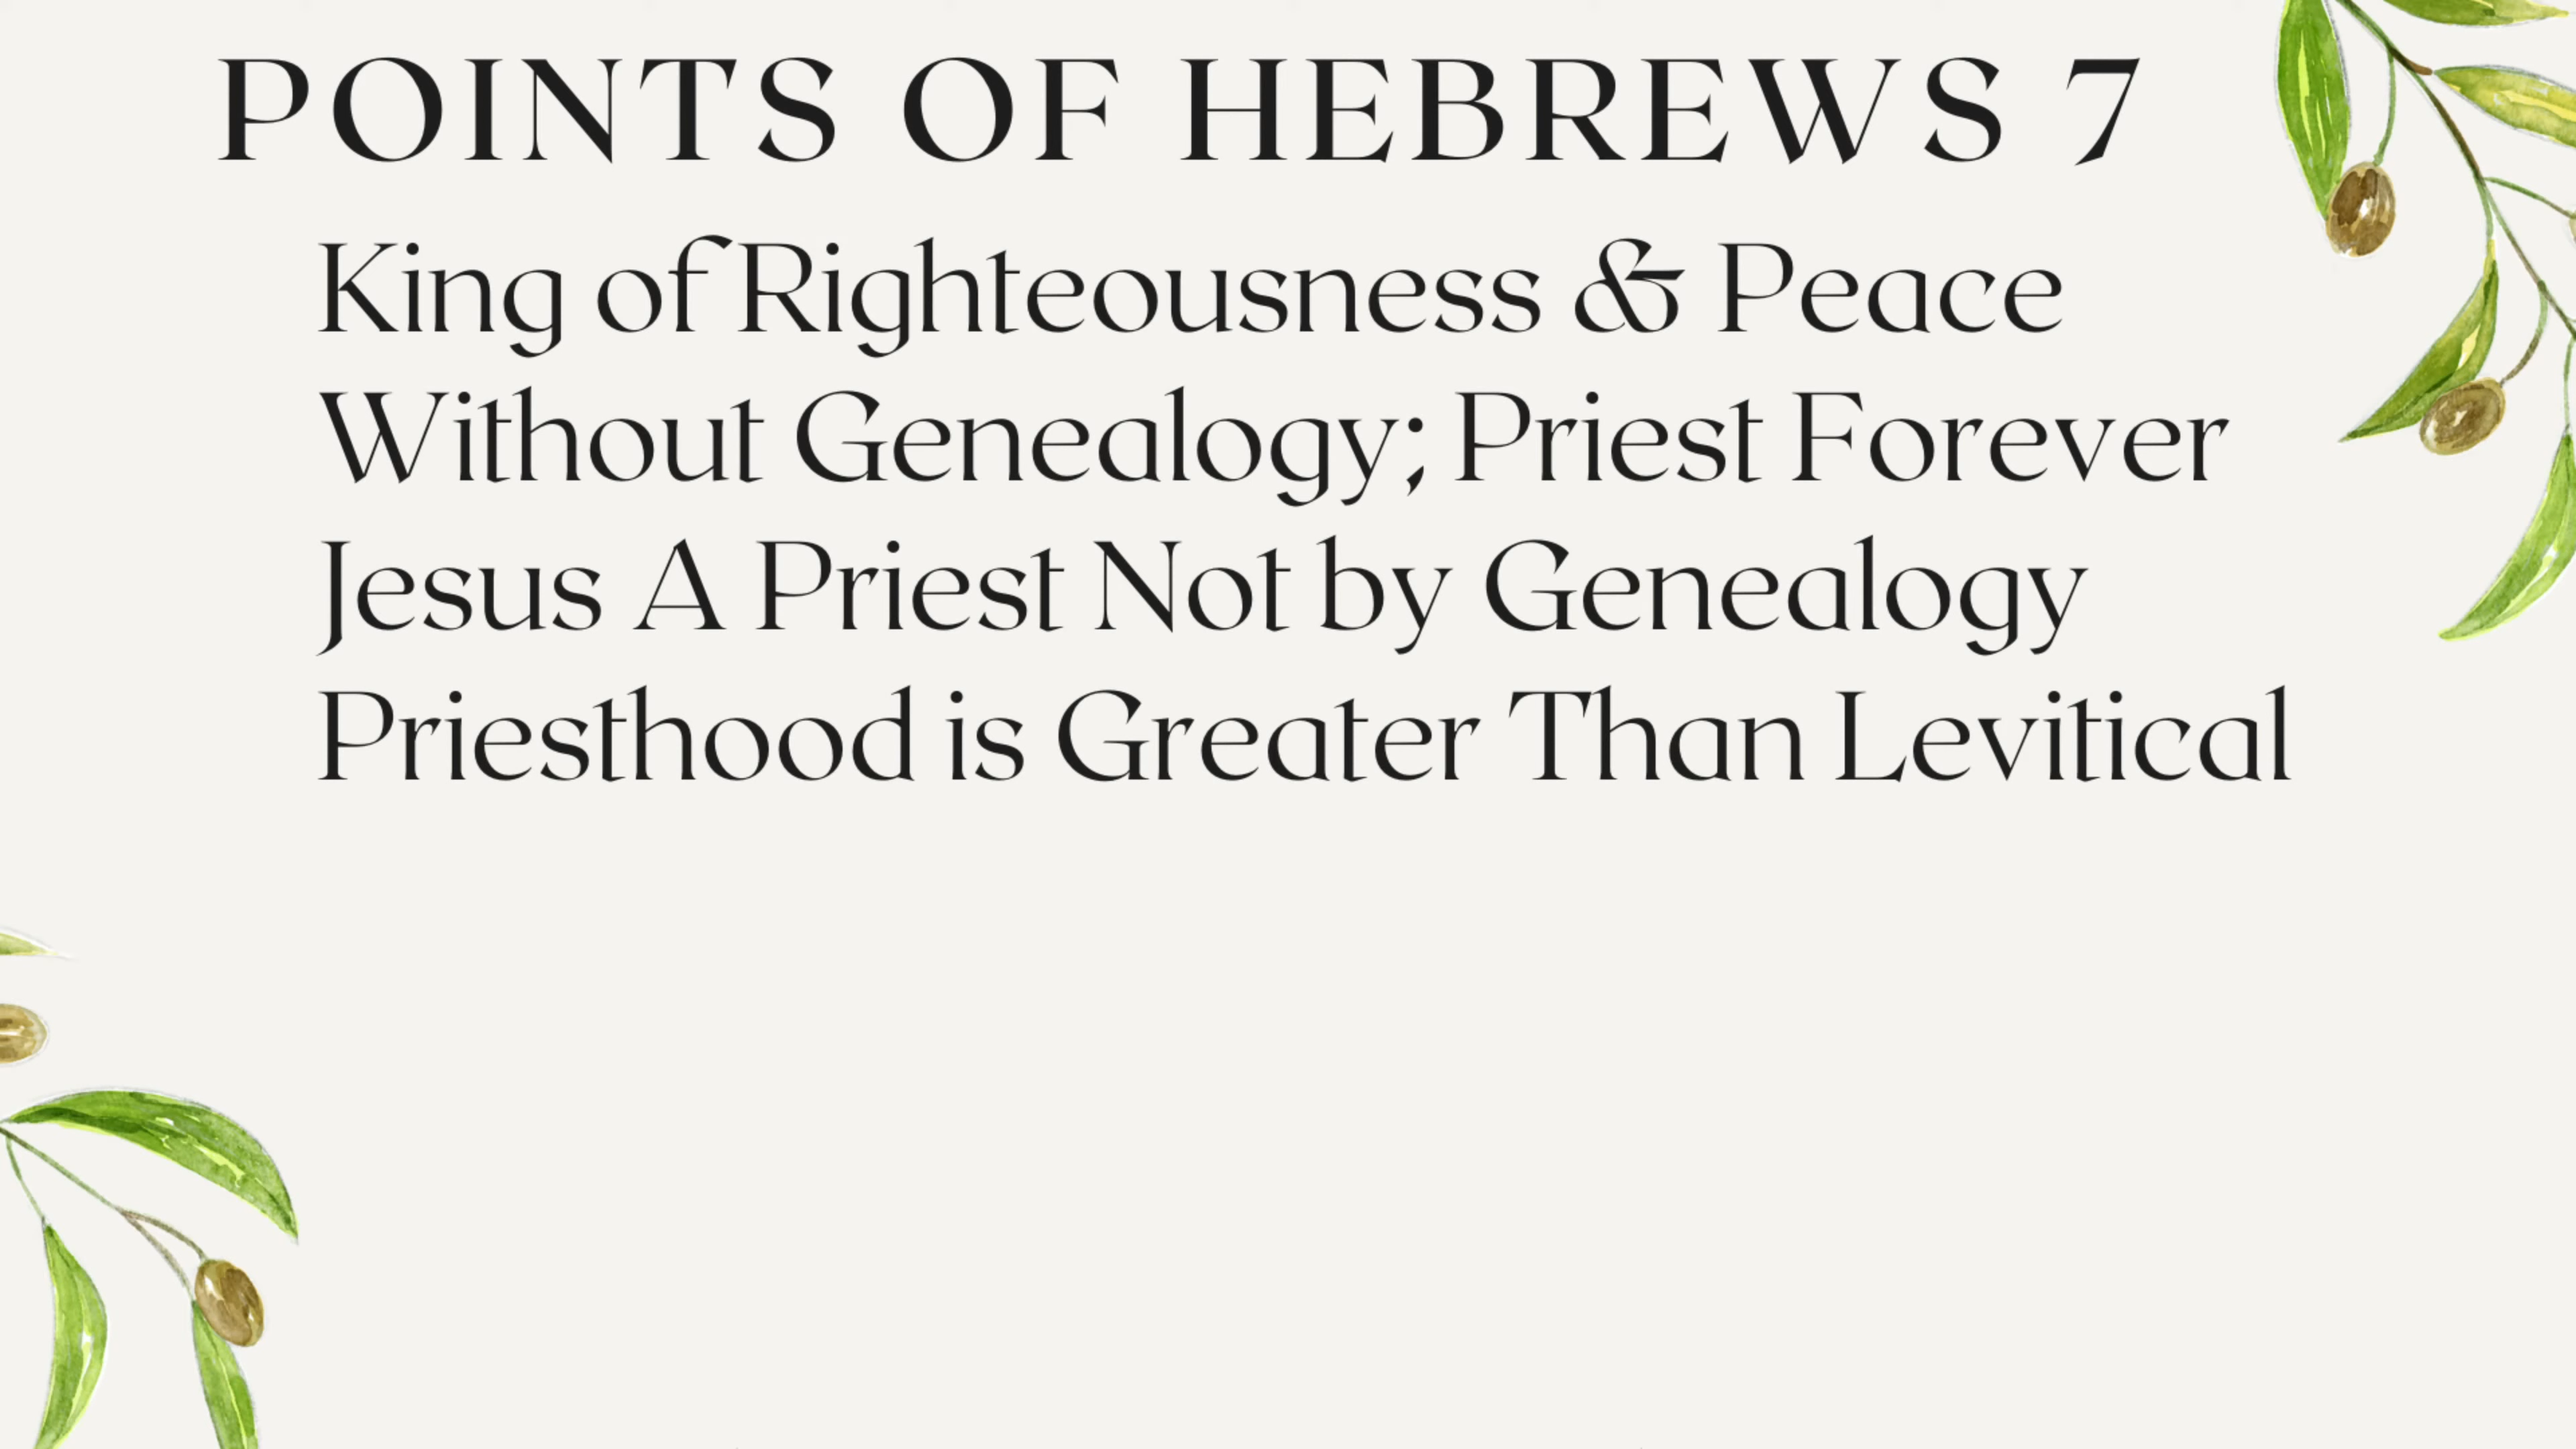 POINTS OF HEBREWS 7
King of Righteousness & Peace
Without Genealogy; Priest Forever
Jesus A Priest Not by Genealogy
Priesthood is Greater Than Levitical